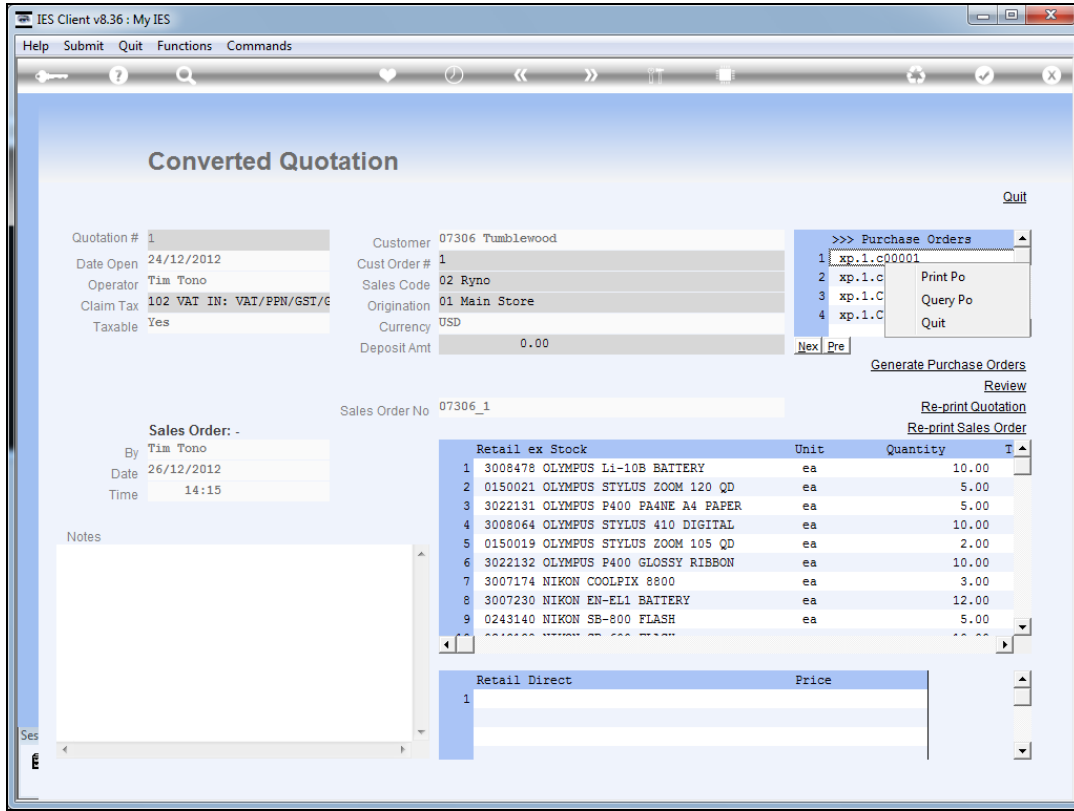 IES Client v8.36 : My IES
Help Submit Quit Functions Commands
Converted Quotation
Quit
Quotation # 1
Date Open 24/12/2012
Operator Tim Tono
Claim Tax 102 VAT IN: VAT/PPN/GST/G
Taxable Yes
Customer 07306 Tumblewood
Cust Order # 1
Sales Code 02 Ryno
Origination 01 Main Store
Currency USD
Deposit Amt 0.00
>>> Purchase Orders
1 xp.1.c00001
2 xp.1.c
3 xp.1.C
4 xp.1.C
Print Po
Query Po
Quit
Nex Pre
Generate Purchase Orders
Review
Re-print Quotation
Re-print Sales Order
Sales Order No 07306_1
Sales Order: -
By Tim Tono
Date 26/12/2012
Time 14:15
Notes
Retail ex Stock Unit Quantity T
1 3008478 OLYMPUS Li-10B BATTERY ea 10.00
2 0150021 OLYMPUS STYLUS ZOOM 120 QD ea 5.00
3 3022131 OLYMPUS P400 PA4NE A4 PAPER ea 5.00
4 3008064 OLYMPUS STYLUS 410 DIGITAL ea 10.00
5 0150019 OLYMPUS STYLUS ZOOM 105 QD ea 2.00
6 3022132 OLYMPUS P400 GLOSSY RIBBON ea 10.00
7 3007174 NIKON COOLPIX 8800 ea 3.00
8 3007230 NIKON EN-EL1 BATTERY ea 12.00
9 0243140 NIKON SB-800 FLASH ea 5.00
Retail Direct Price
1
Ses